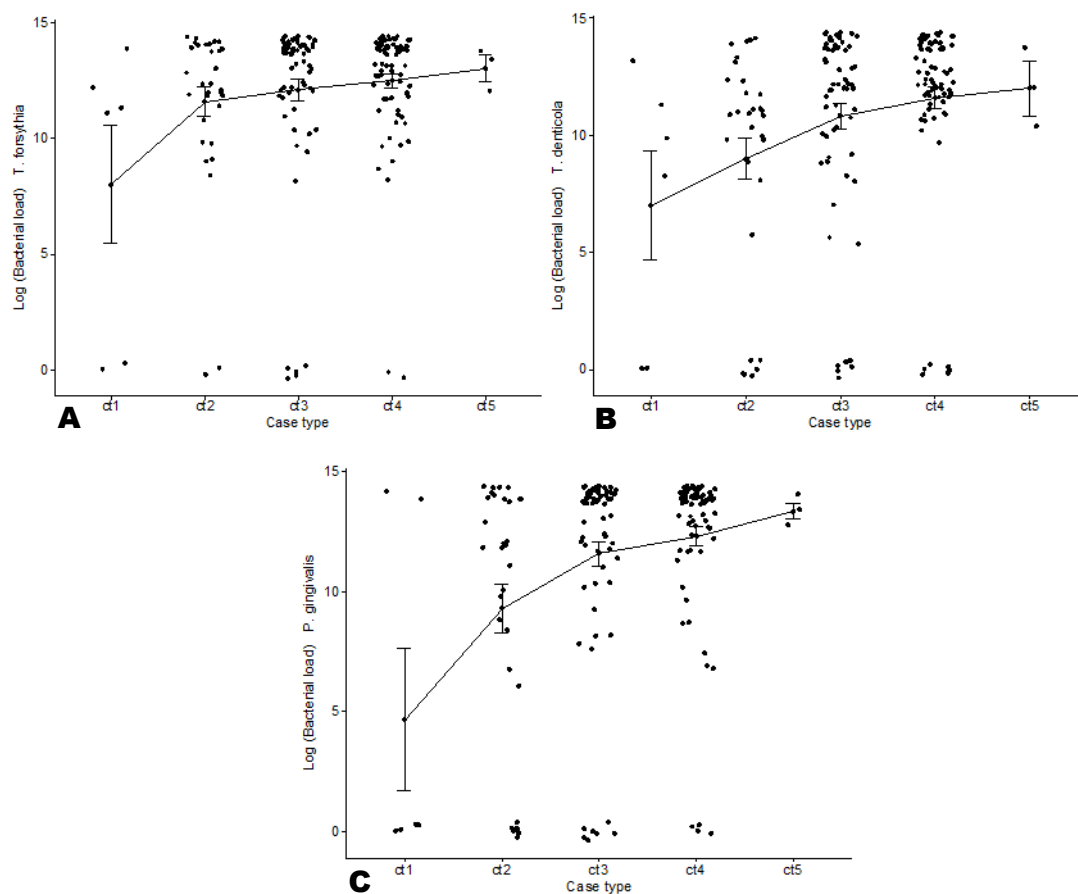 15
10
5
0
Log (Bacterial load)   T. forsythia
ct1 ct2 ct3 ct4 ct5
Case type
A
15
10
5
0
Log (Bacterial load)   T. denticola
ct1 ct2 ct3 ct4 ct5
Case type
B
15
10
5
0
Log (Bacterial load)   P. gingivalis
ct1 ct2 ct3 ct4 ct5
Case type
C